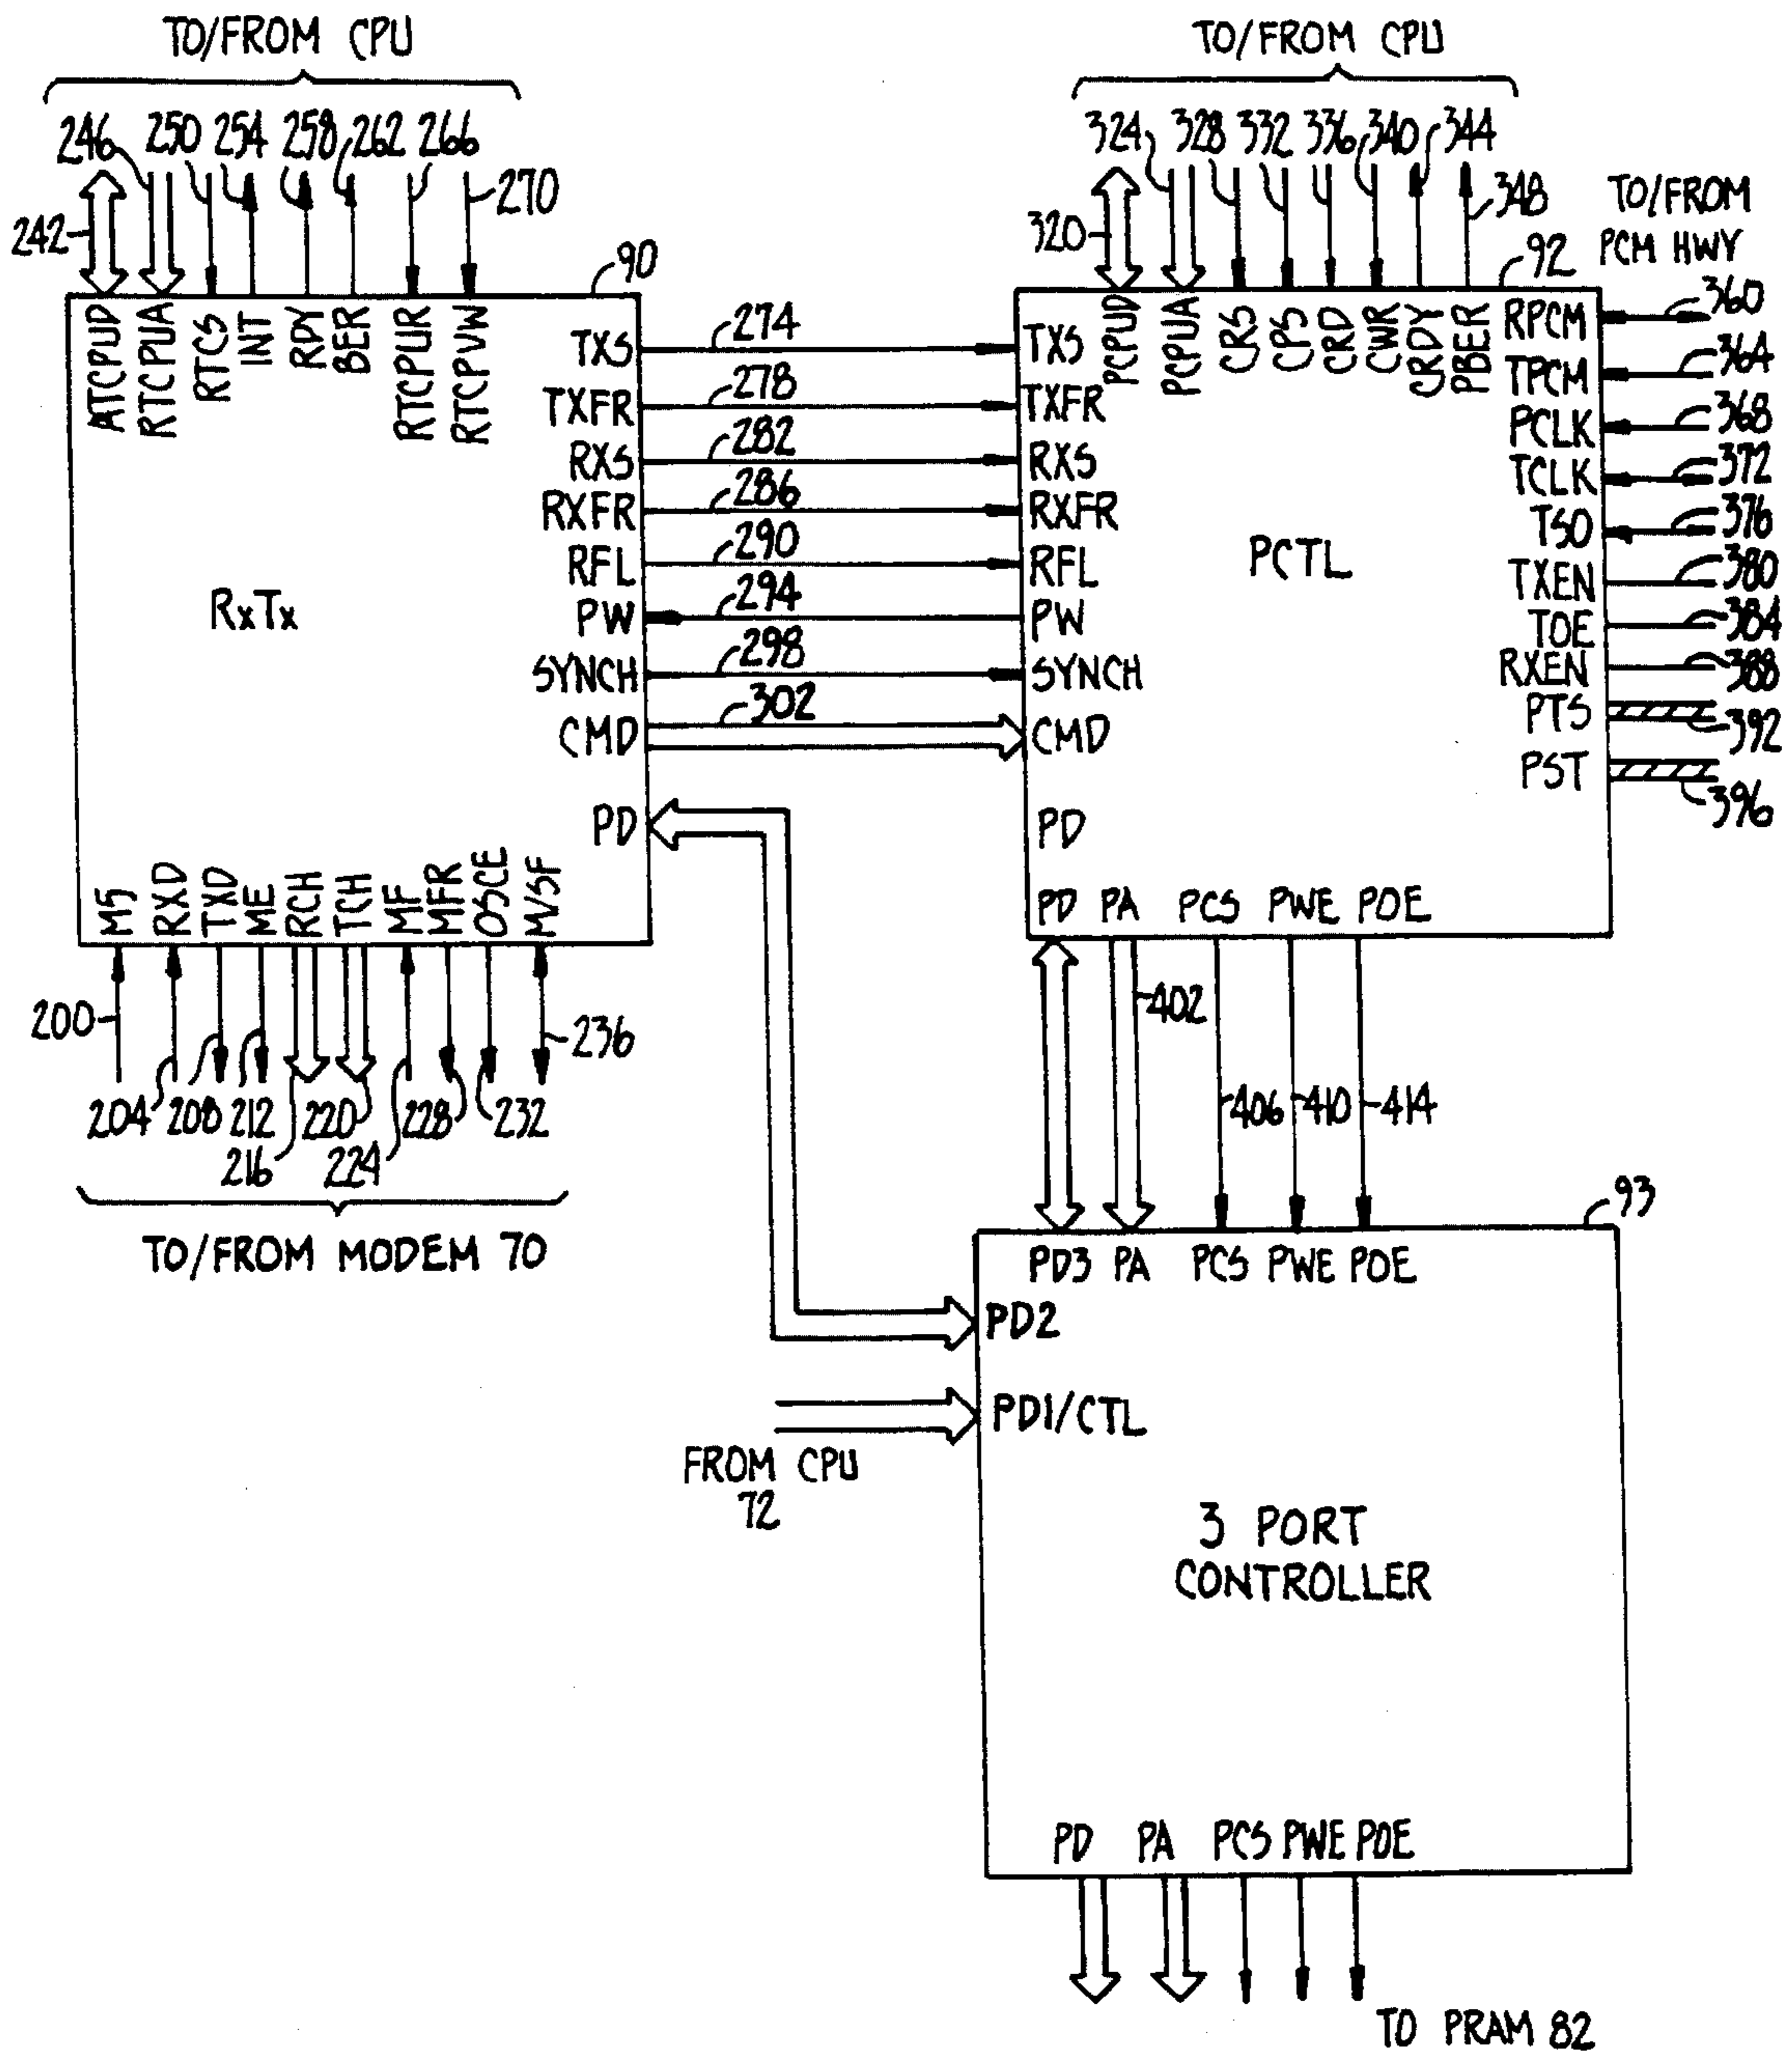 TO/FROM CPU
246 250 254 258 262 266
242
270
90
ATCPUD RTCPUA RTCS INT RDY BER RTCPUR RTCPVW
RxTx
TXS
TXFR
RXS
RXFR
RFL
PW
SYNCH
CMD
PD
274
278
282
286
290
294
298
302
M5 RXD TXD ME RCH TCH MF MFR OSCE M/SF
200
236
204 208 212 220 228 232
216 224
TO/FROM MODEM 70
TO/FROM CPU
324 328 332 336 340 344
320
348
92
TO/FROM
PCM HWY
PCPUD PCPUA CRS CPS CRD CWR CRDY PBER
TXS
TXFR
RXS
RXFR
RFL
PW
SYNCH
CMD
PD
PCTL
RPCM 360
TPCM 364
PCLK 368
TCLK 372
TSO 376
TXEN 380
TOE 384
RXEN 388
PTS 392
PST 396
PD PA PCS PWE POE
402
406 410 414
93
PD3 PA PCS PWE POE
PD2
PD1/CTL
FROM CPU
72
3 PORT
CONTROLLER
PD PA PCS PWE POE
TO PRAM 82